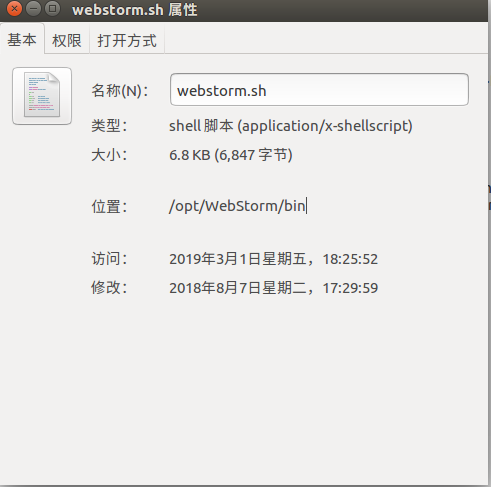 webstorm.sh 属性
基本 权限 打开方式
名称(N)： webstorm.sh
类型： shell 脚本 (application/x-shellscript)
大小： 6.8 KB (6,847 字节)
位置： /opt/WebStorm/bin
访问： 2019年3月1日星期五，18:25:52
修改： 2018年8月7日星期二，17:29:59